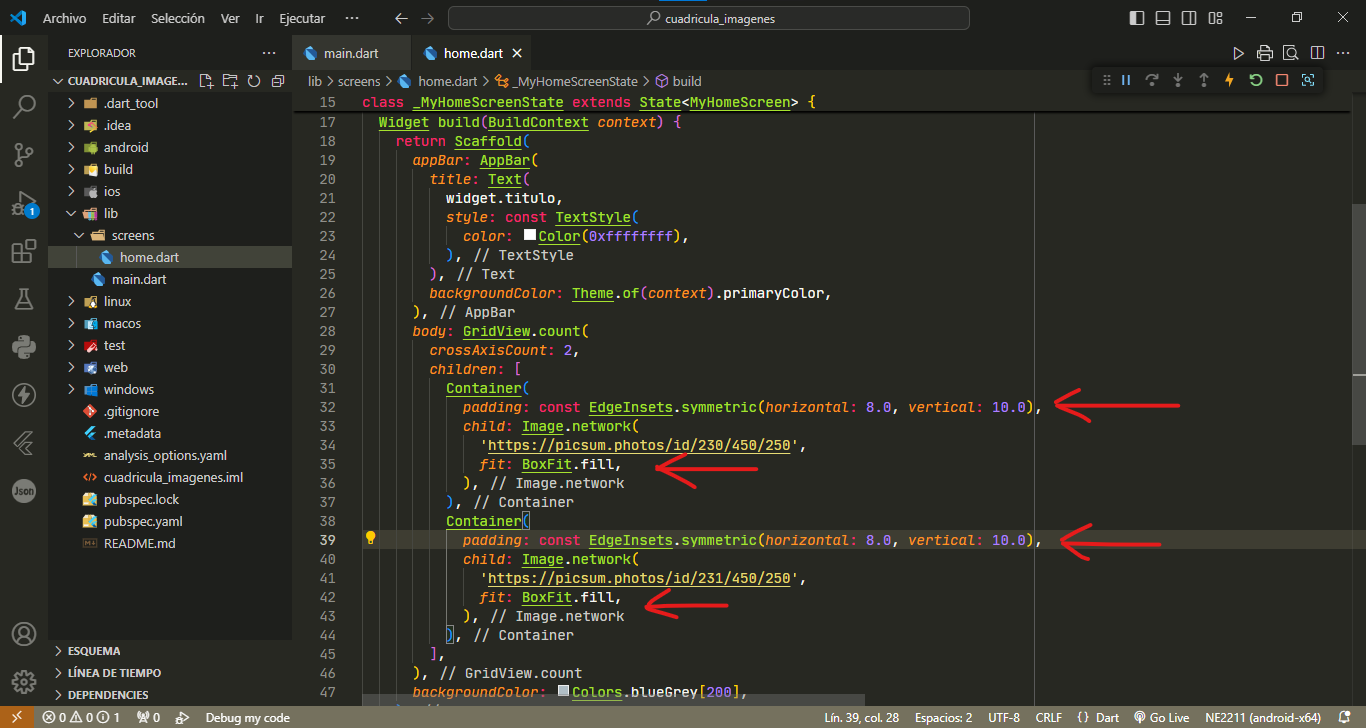 Archivo Editar Selección Ver Ir Ejecutar ··· cuadricula_imagenes
EXPLORADOR ···
main.dart home.dart
CUADRICULA_IMAGE...
.dart_tool
.idea
android
build
ios
lib
screens
home.dart
main.dart
linux
macos
test
web
windows
.gitignore
.metadata
analysis_options.yaml
cuadricula_imagenes.iml
pubspec.lock
pubspec.yaml
README.md
ESQUEMA
LÍNEA DE TIEMPO
DEPENDENCIES
1
Json
lib > screens > home.dart > _MyHomeScreenState > build
15 class _MyHomeScreenState extends State<MyHomeScreen> {
17 Widget build(BuildContext context) {
18 return Scaffold(
19 appBar: AppBar(
20 title: Text(
21 widget.titulo,
22 style: const TextStyle(
23 color: Color(0xffffffff),
24 ), // TextStyle
25 ), // Text
26 backgroundColor: Theme.of(context).primaryColor,
27 ), // AppBar
28 body: GridView.count(
29 crossAxisCount: 2,
30 children: [
31 Container(
32 padding: const EdgeInsets.symmetric(horizontal: 8.0, vertical: 10.0),
33 child: Image.network(
34 'https://picsum.photos/id/230/450/250',
35 fit: BoxFit.fill,
36 ), // Image.network
37 ), // Container
38 Container(
39 padding: const EdgeInsets.symmetric(horizontal: 8.0, vertical: 10.0),
40 child: Image.network(
41 'https://picsum.photos/id/231/450/250',
42 fit: BoxFit.fill,
43 ), // Image.network
44 ), // Container
45 ],
46 ), // GridView.count
47 backgroundColor: Colors.blueGrey[200],
0 0 1 0 Debug my code Lín. 39, col. 28 Espacios: 2 UTF-8 CRLF {} Dart Go Live NE2211 (android-x64)